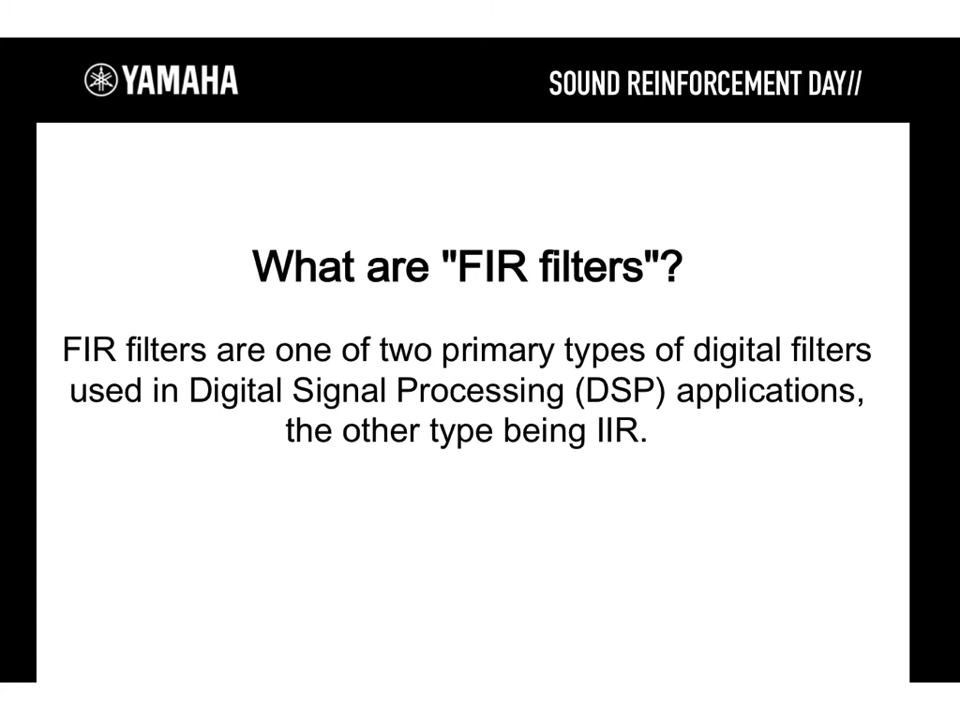 YAMAHA
SOUND REINFORCEMENT DAY//
What are "FIR filters"?
FIR filters are one of two primary types of digital filters
used in Digital Signal Processing (DSP) applications,
the other type being IIR.